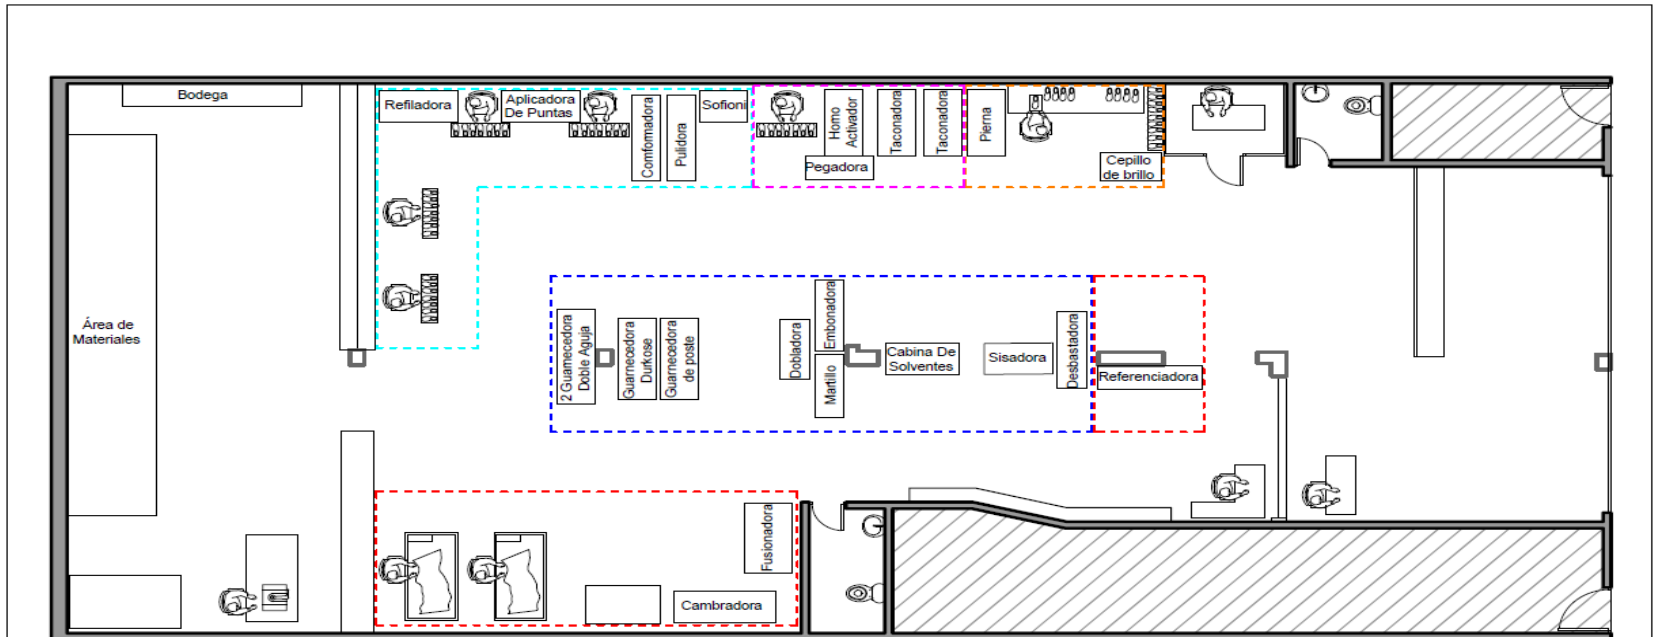 Bodega
Refiladora
Aplicadora
De Puntas
Comformadora
Pulidora
Sofioni
Homo
Activador
Pegadora
Taconadora
Taconadora
Pierna
Cepillo
de brillo
Área de
Materiales
2 Guarnecedora
Doble Aguja
Guarnecedora
Durkose
Guarnecedora
de poste
Dobladora
Embonadora
Martillo
Cabina De
Solventes
Sisadora
Desbastadora
Referenciadora
Fusionadora
Cambradora